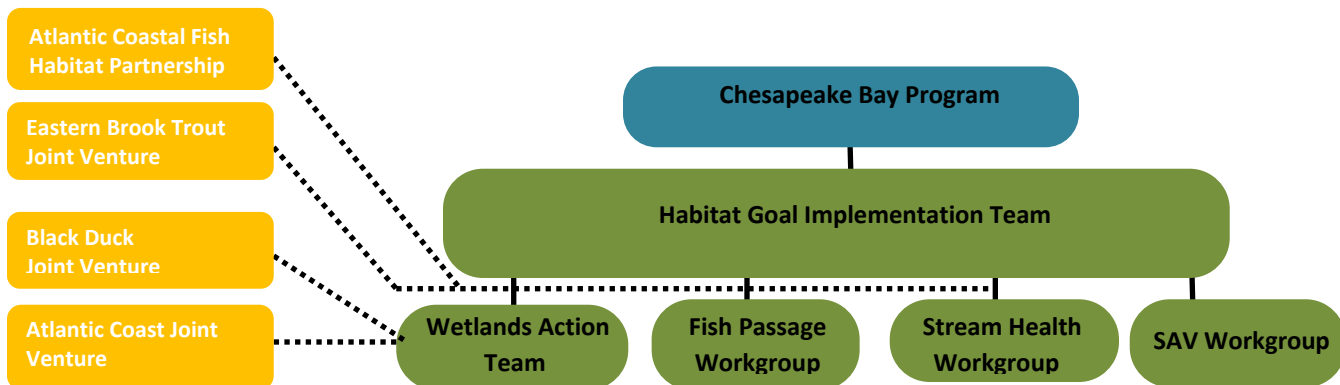 Atlantic Coastal Fish
Habitat Partnership
Eastern Brook Trout
Joint Venture
Black Duck
Joint Venture
Atlantic Coast Joint
Venture
Chesapeake Bay Program
Habitat Goal Implementation Team
Wetlands Action
Team
Fish Passage
Workgroup
Stream Health
Workgroup
SAV Workgroup